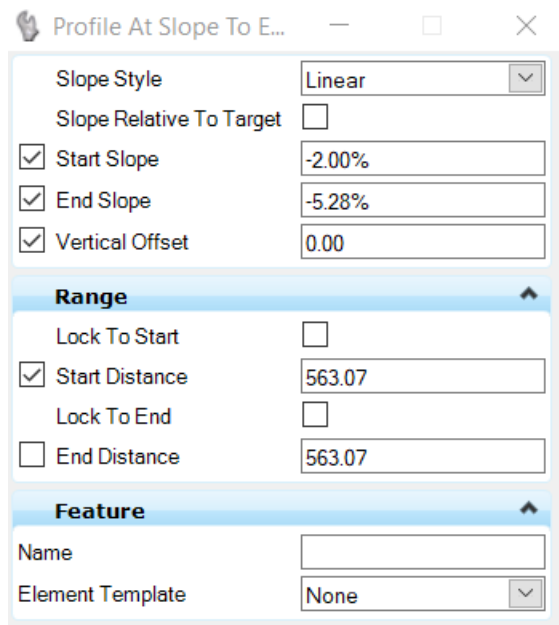 Profile At Slope To E...
Slope Style Linear
Slope Relative To Target
Start Slope -2.00%
End Slope -5.28%
Vertical Offset 0.00
Range
Lock To Start
Start Distance 563.07
Lock To End
End Distance 563.07
Feature
Name
Element Template None